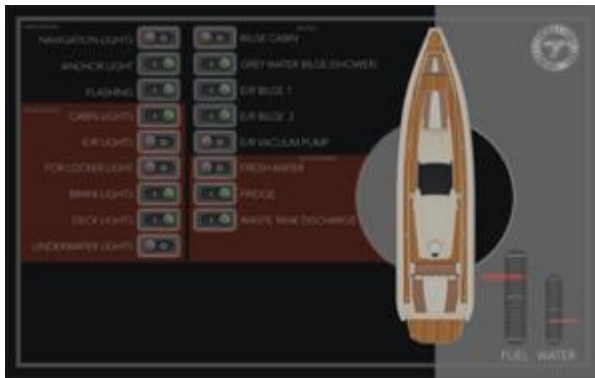 NAVIGATION LIGHTS
ANCHOR LIGHT
FLASHING
CABIN LIGHTS
E/R LIGHTS
FOR LOCKER LIGHT
BIMINI LIGHTS
DECK LIGHTS
UNDERWATER LIGHTS
BILGE CABIN
GREY WATER BILGE (SHOWER)
E/R BILGE 1
E/R BILGE 2
E/R VACUUM PUMP
FRESH WATER
FRIDGE
WASTE TANK DISCHARGE
FUEL
WATER